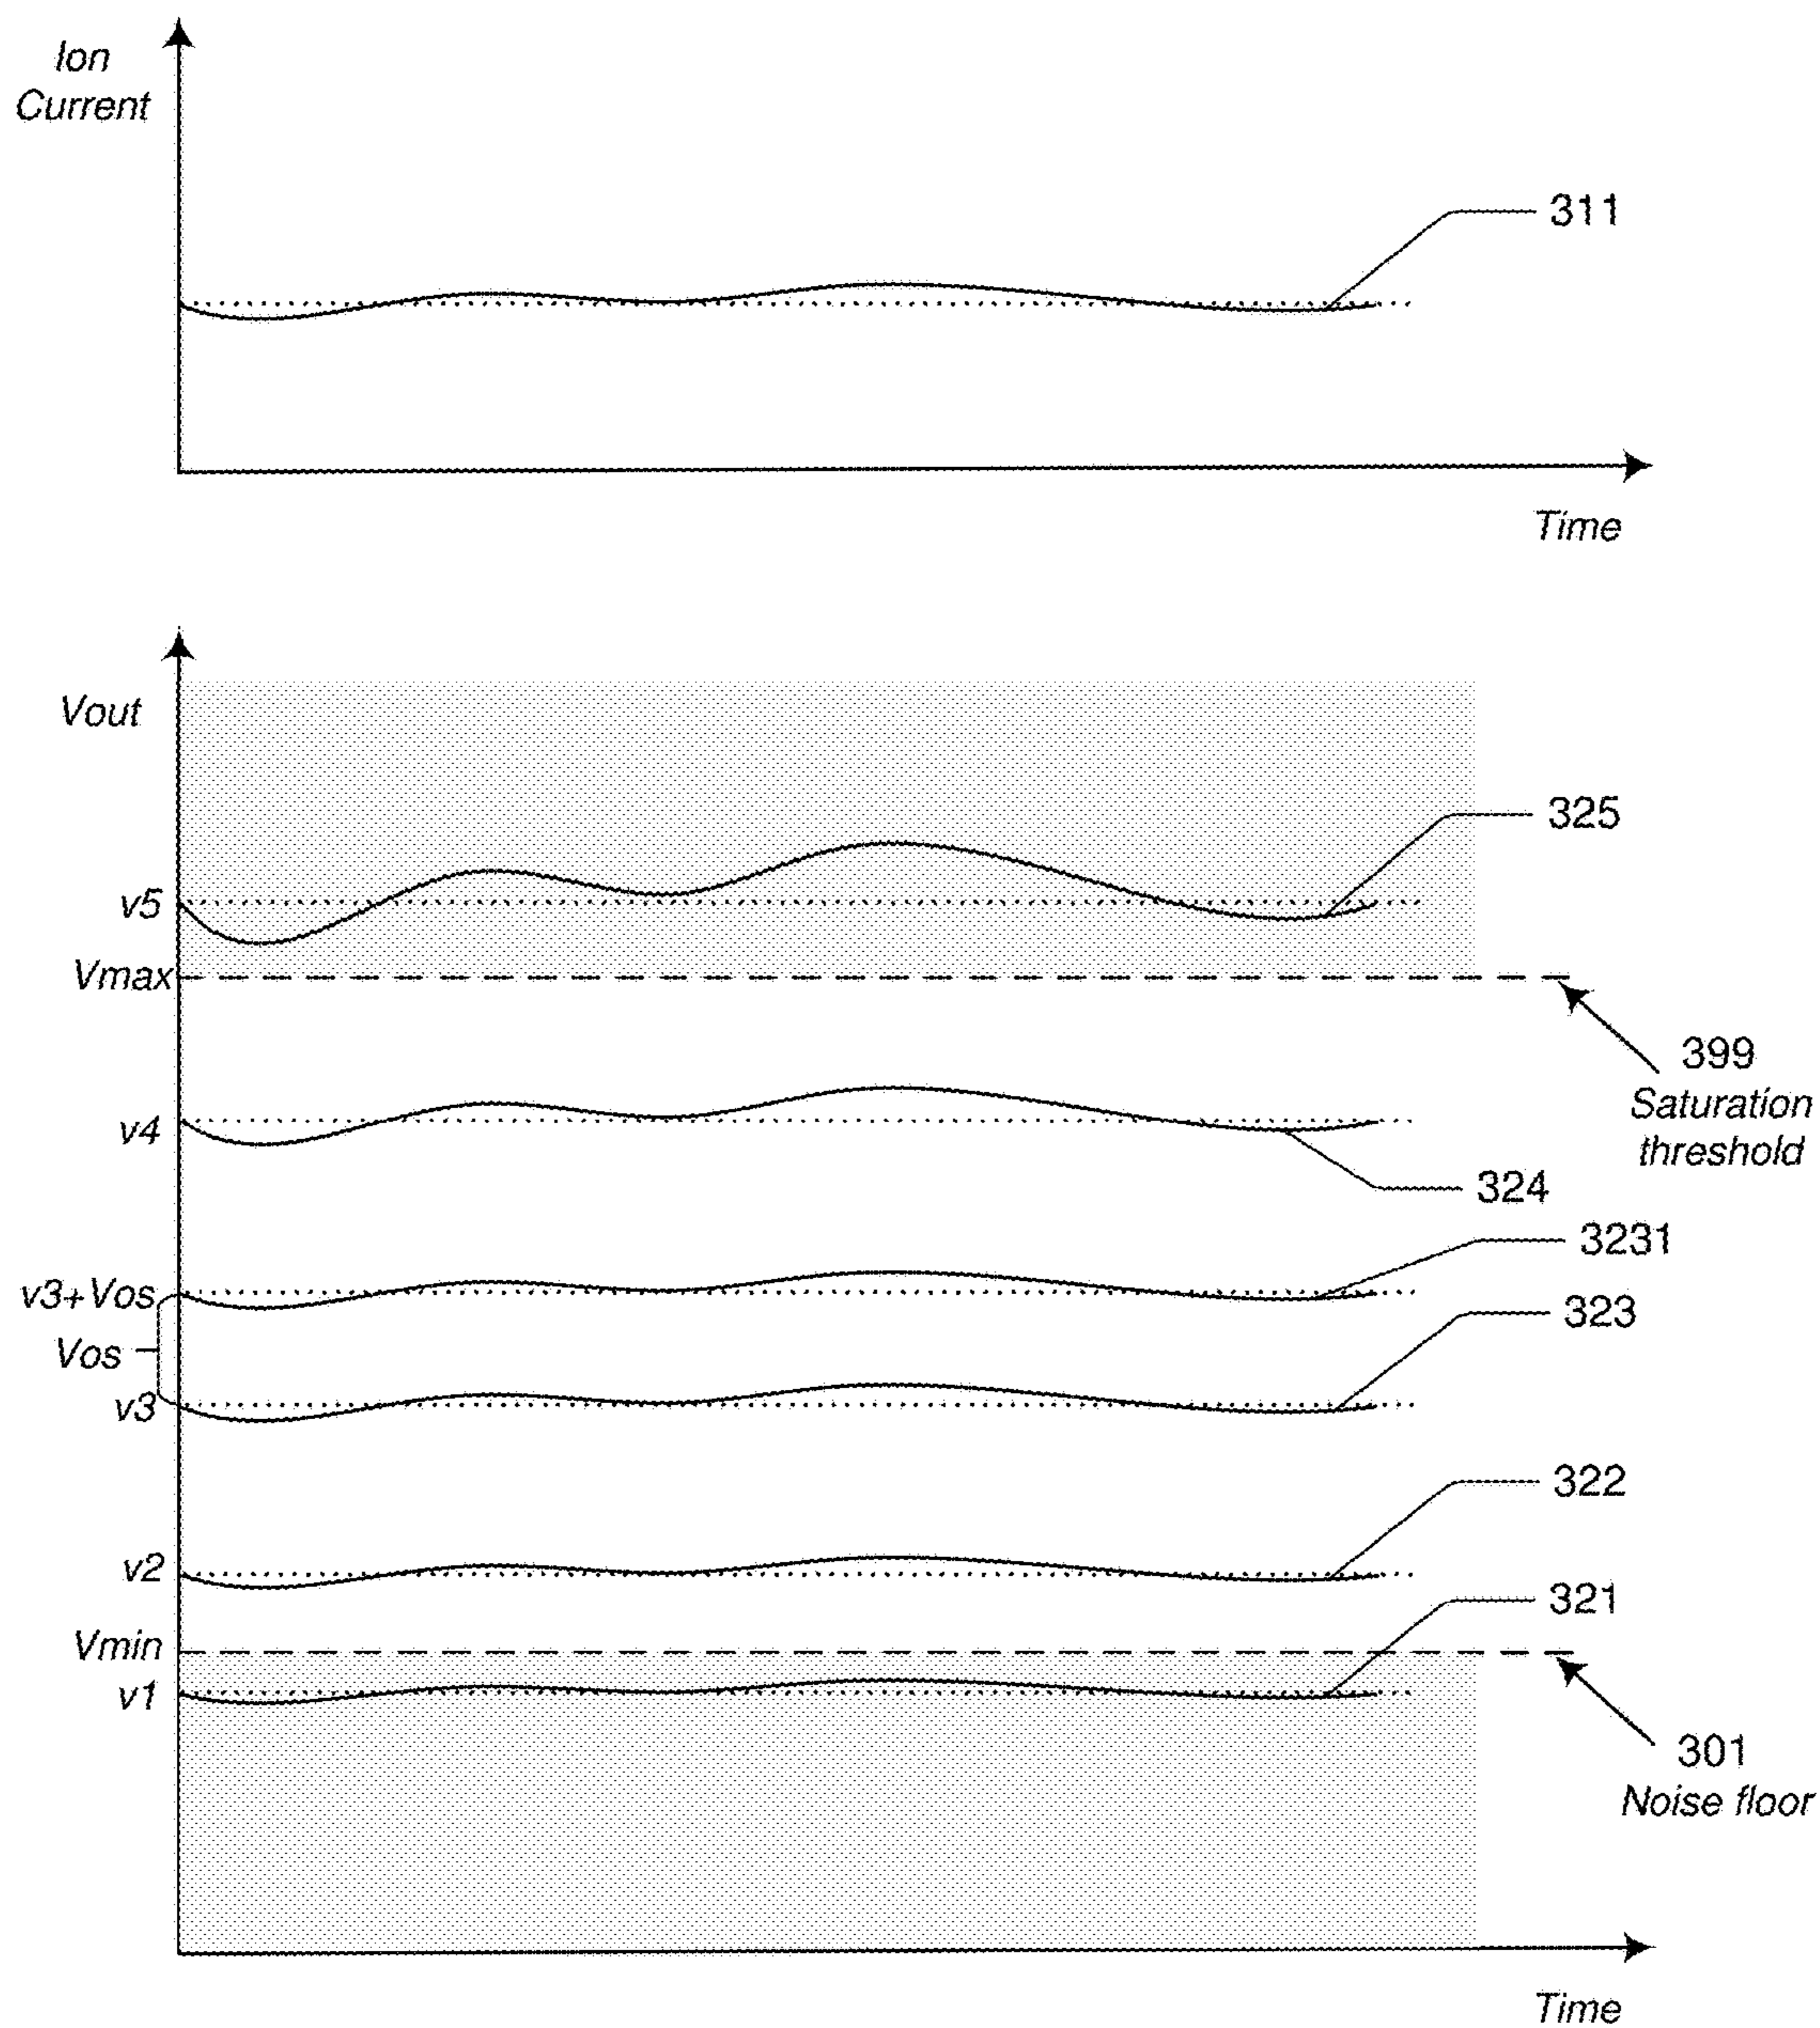 Ion
Current
311
Time
Vout
325
v5
Vmax
399
Saturation
threshold
v4
324
3231
v3+Vos
323
Vos
v3
322
v2
321
Vmin
v1
301
Noise floor
Time